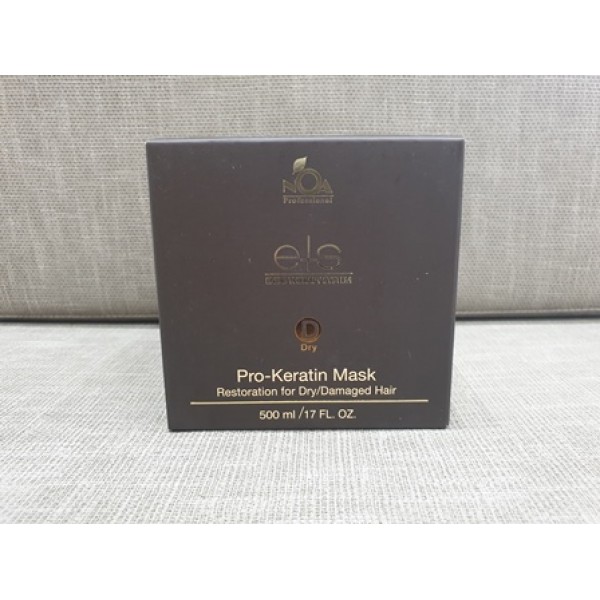 NOA
Professional
els
D
Dry
Pro-Keratin Mask
Restoration for Dry/Damaged Hair
500 ml/17 FL. OZ.